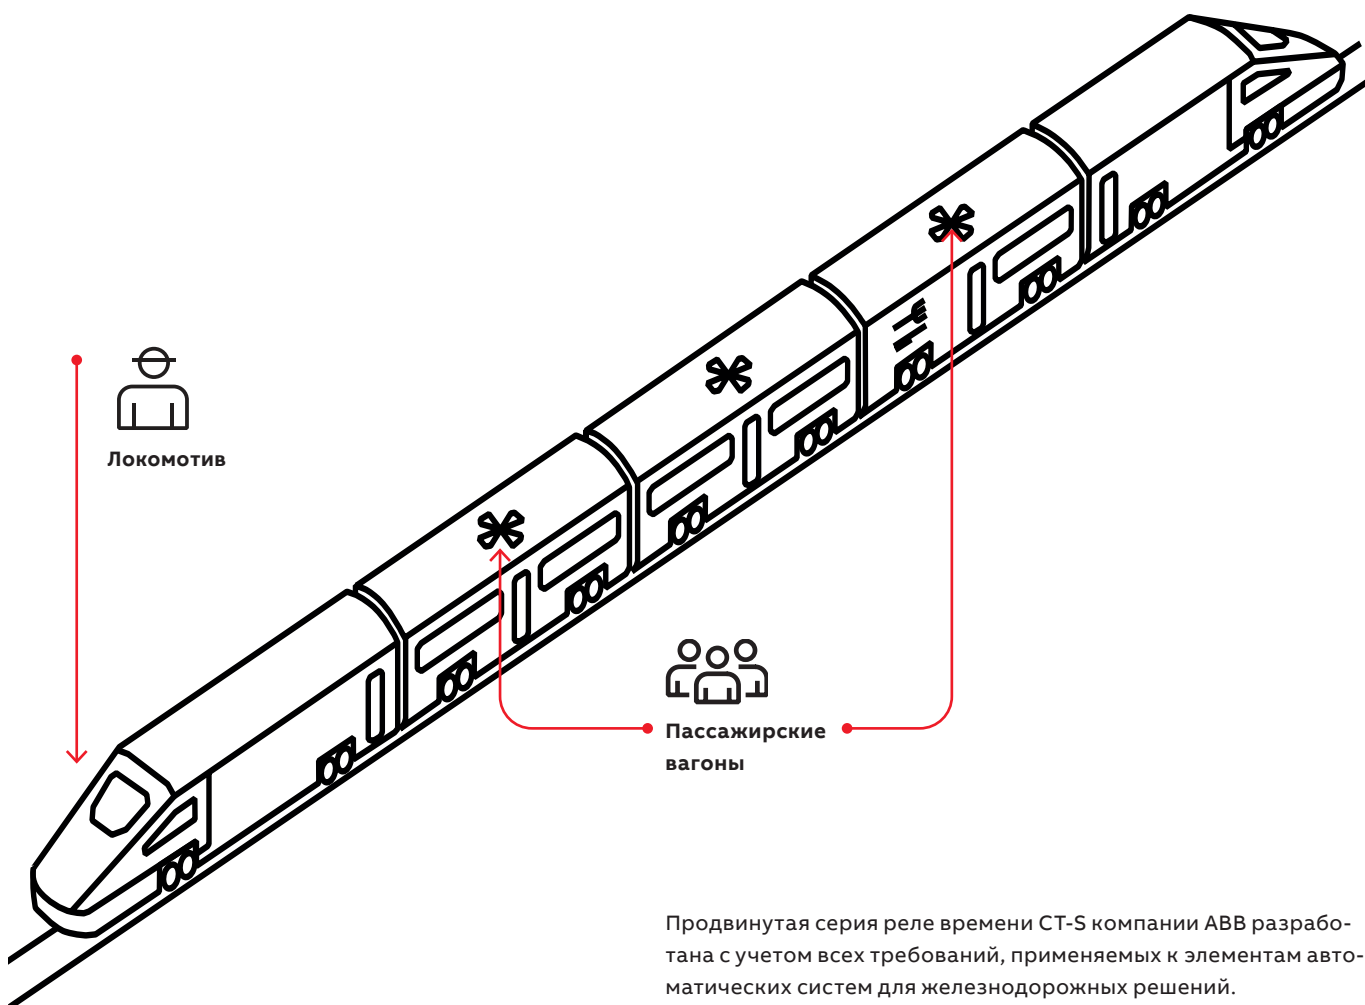 Локомотив
Пассажирские
вагоны
Продвинутая серия реле времени CT-S компании ABB разрабо-
тана с учетом всех требований, применяемых к элементам авто-
матических систем для железнодорожных решений.